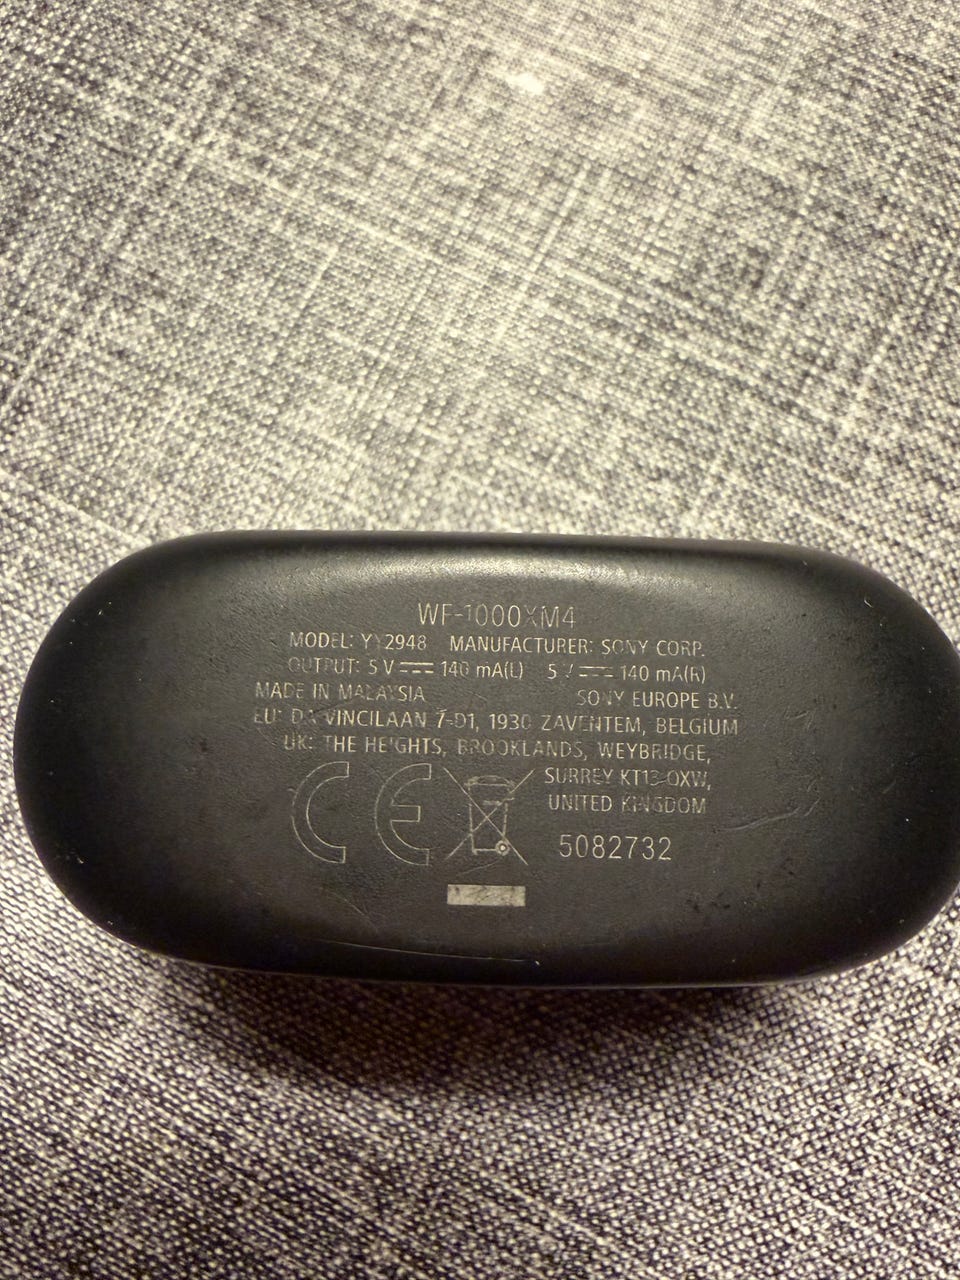 WF-1000XM4
MODEL: YY2948 MANUFACTURER: SONY CORP.
OUTPUT: 5 V ⎓ 140 mA(L) 5 V ⎓ 140 mA(R)
MADE IN MALAYSIA SONY EUROPE B.V.
EU: DA VINCILAAN 7-D1, 1930 ZAVENTEM, BELGIUM
UK: THE HEIGHTS, BROOKLANDS, WEYBRIDGE,
SURREY KT13 0XW,
UNITED KINGDOM
CE
5082732